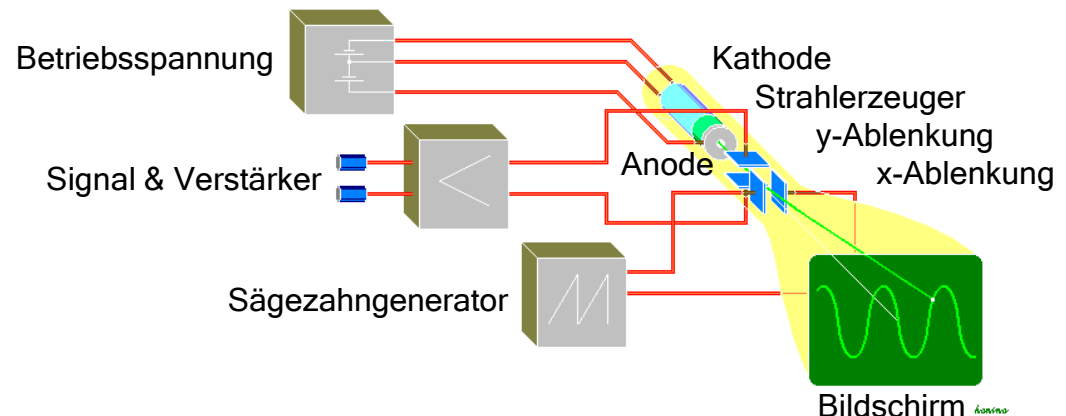 Betriebsspannung
Kathode
Strahlerzeuger
y-Ablenkung
Anode
x-Ablenkung
Signal & Verstärker
Sägezahngenerator
Bildschirm